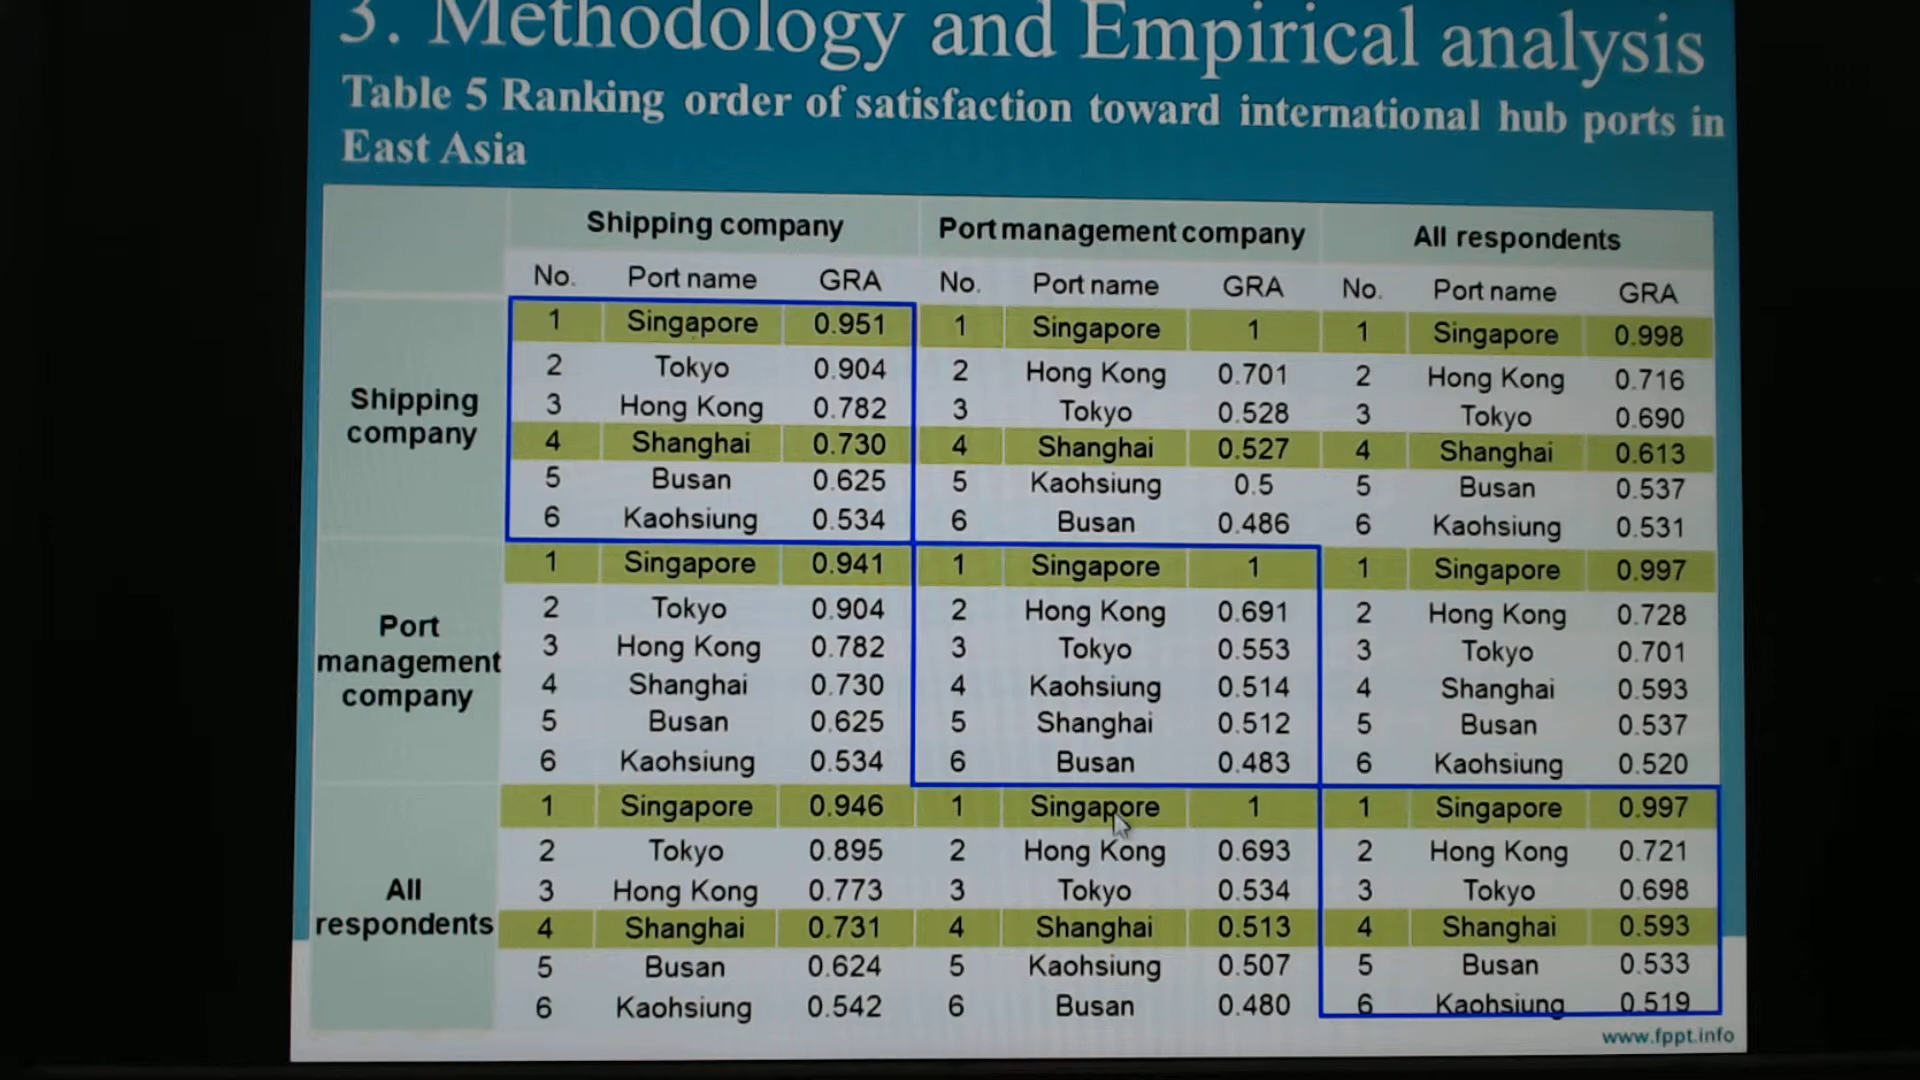 3. Methodology and Empirical analysis
Table 5 Ranking order of satisfaction toward international hub ports in
East Asia
Shipping company Port management company All respondents
No. Port name GRA No. Port name GRA No. Port name GRA
Shipping
company
1 Singapore 0.951 1 Singapore 1 1 Singapore 0.998
2 Tokyo 0.904 2 Hong Kong 0.701 2 Hong Kong 0.716
3 Hong Kong 0.782 3 Tokyo 0.528 3 Tokyo 0.690
4 Shanghai 0.730 4 Shanghai 0.527 4 Shanghai 0.613
5 Busan 0.625 5 Kaohsiung 0.5 5 Busan 0.537
6 Kaohsiung 0.534 6 Busan 0.486 6 Kaohsiung 0.531
Port
management
company
1 Singapore 0.941 1 Singapore 1 1 Singapore 0.997
2 Tokyo 0.904 2 Hong Kong 0.691 2 Hong Kong 0.728
3 Hong Kong 0.782 3 Tokyo 0.553 3 Tokyo 0.701
4 Shanghai 0.730 4 Kaohsiung 0.514 4 Shanghai 0.593
5 Busan 0.625 5 Shanghai 0.512 5 Busan 0.537
6 Kaohsiung 0.534 6 Busan 0.483 6 Kaohsiung 0.520
All
respondents
1 Singapore 0.946 1 Singapore 1 1 Singapore 0.997
2 Tokyo 0.895 2 Hong Kong 0.693 2 Hong Kong 0.721
3 Hong Kong 0.773 3 Tokyo 0.534 3 Tokyo 0.698
4 Shanghai 0.731 4 Shanghai 0.513 4 Shanghai 0.593
5 Busan 0.624 5 Kaohsiung 0.507 5 Busan 0.533
6 Kaohsiung 0.542 6 Busan 0.480 6 Kaohsiung 0.519
www.fppt.info